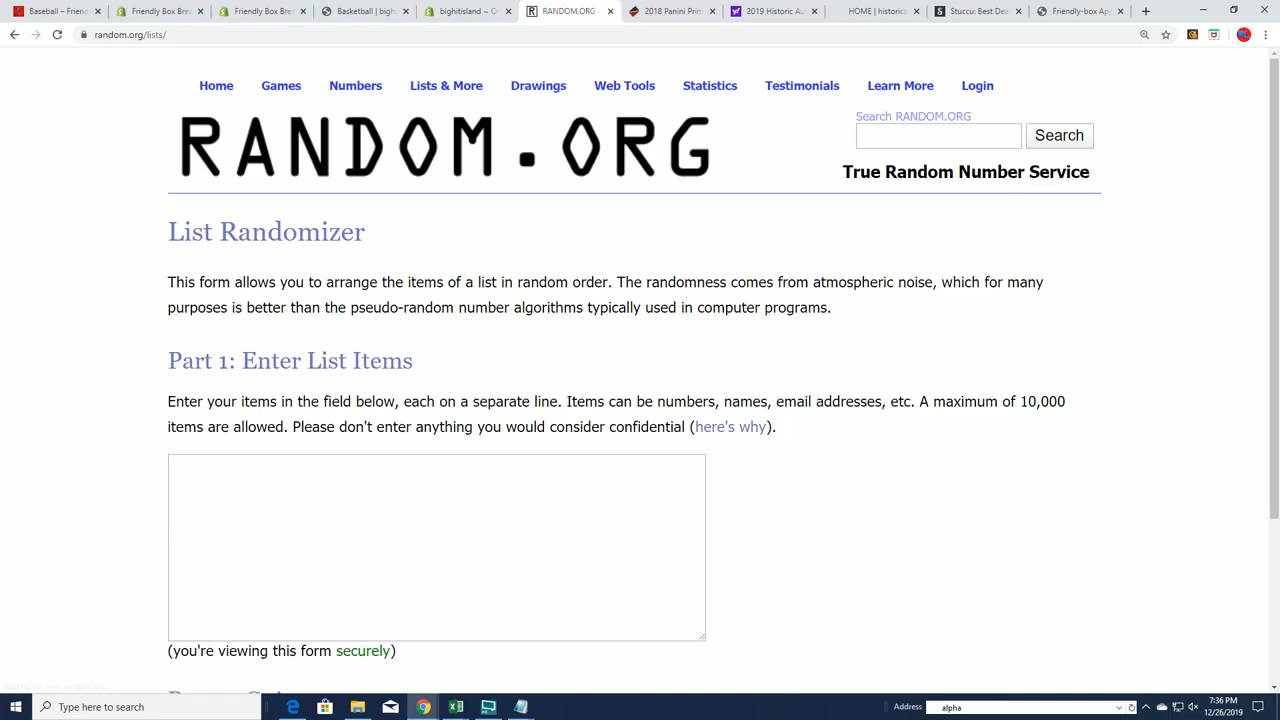 Baseball – Friend
Friendly Box Bre
Friendly Box Bre
Basketball | bigh
bighitisland ~ C
RANDOM.ORG
2018 Panini Prim
2019 Historic Au
HOME | historic
Stuccu Best Dea
Friendly-box Ap
random.org/lists/
Home Games Numbers Lists & More Drawings Web Tools Statistics Testimonials Learn More Login
Search RANDOM.ORG
RANDOM.ORG
Search
True Random Number Service
List Randomizer
This form allows you to arrange the items of a list in random order. The randomness comes from atmospheric noise, which for many
purposes is better than the pseudo-random number algorithms typically used in computer programs.
Part 1: Enter List Items
Enter your items in the field below, each on a separate line. Items can be numbers, names, email addresses, etc. A maximum of 10,000
items are allowed. Please don't enter anything you would consider confidential (here's why).
(you're viewing this form securely)
Waiting for www.random.org
Type here to search
Address
alpha
7:36 PM
12/26/2019